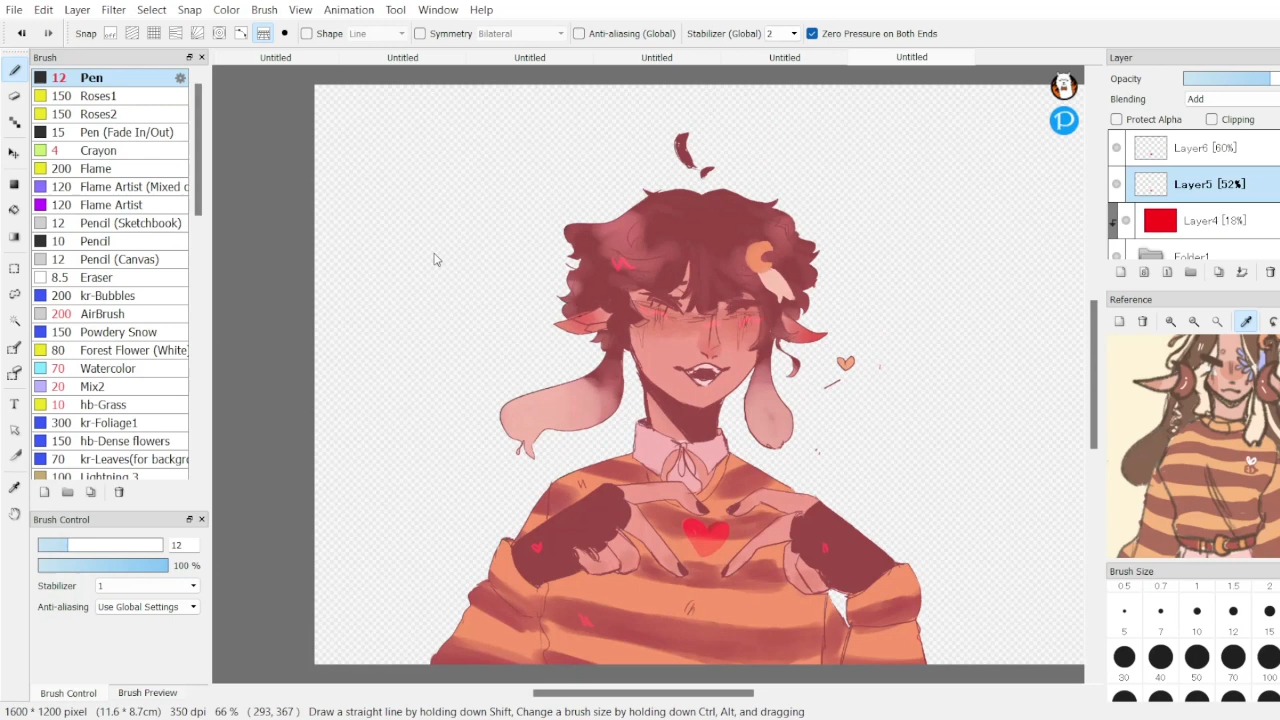 File Edit Layer Filter Select Snap Color Brush View Animation Tool Window Help
Snap Shape Line Symmetry Bilateral Anti-aliasing (Global) Stabilizer (Global) 2 Zero Pressure on Both Ends
Brush
12 Pen
150 Roses1
150 Roses2
15 Pen (Fade In/Out)
4 Crayon
200 Flame
120 Flame Artist (Mixed c
120 Flame Artist
12 Pencil (Sketchbook)
10 Pencil
12 Pencil (Canvas)
8.5 Eraser
200 kr-Bubbles
200 AirBrush
150 Powdery Snow
80 Forest Flower (White)
70 Watercolor
20 Mix2
10 hb-Grass
300 kr-Foliage1
150 hb-Dense flowers
70 kr-Leaves(for backgro
100 Lightning 3
Brush Control
12
100 %
Stabilizer 1
Anti-aliasing Use Global Settings
Brush Control Brush Preview
Untitled Untitled Untitled Untitled Untitled Untitled
Layer
Opacity
Blending Add
Protect Alpha Clipping
Layer6 [60%]
Layer5 [52%]
Layer4 [18%]
Folder1
Reference
Brush Size
0.5 0.7 1 1.5 2
5 7 10 12 15
30 40 50 70 100
1600 * 1200 pixel (11.6 * 8.7cm) 350 dpi 66 % ( 293, 367 ) Draw a straight line by holding down Shift, Change a brush size by holding down Ctrl, Alt, and dragging